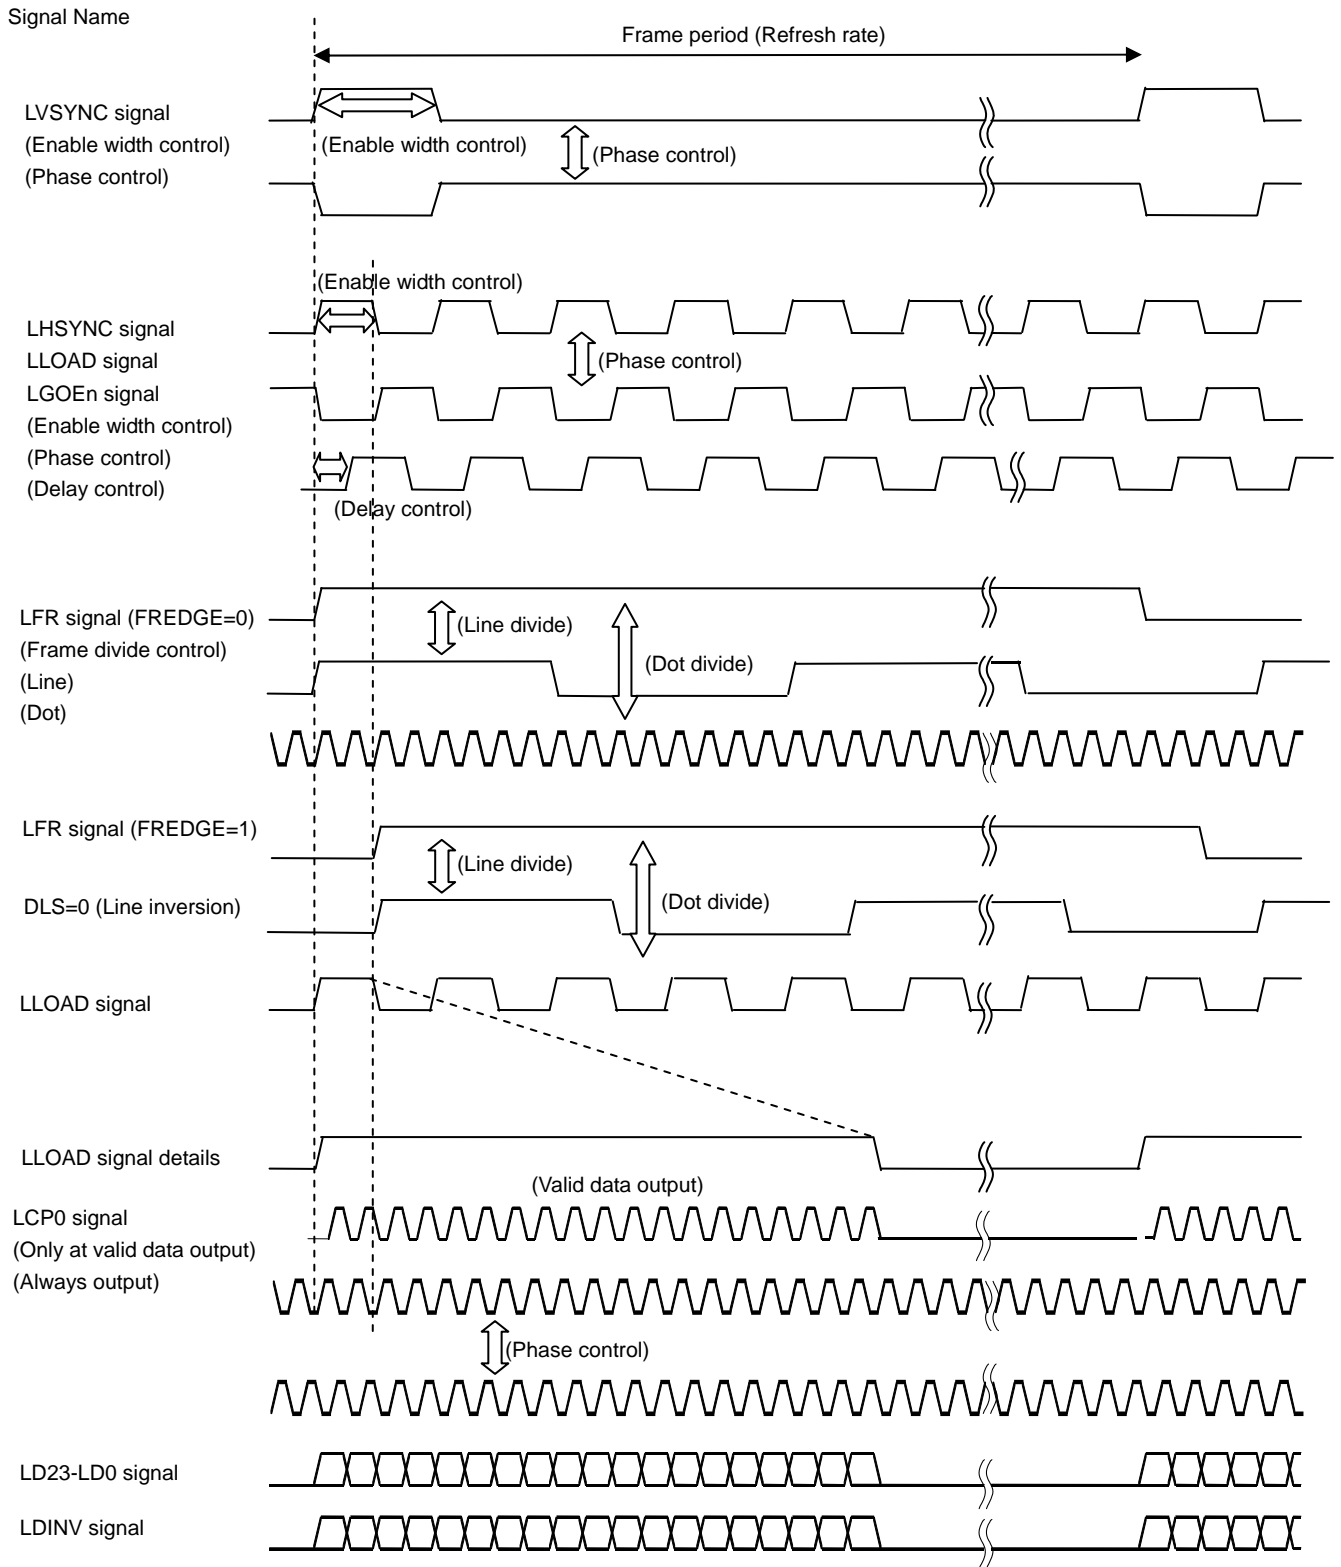 Signal Name
Frame period (Refresh rate)
LVSYNC signal
(Enable width control)
(Phase control)
(Enable width control)
(Phase control)
(Enable width control)
LHSYNC signal
LLOAD signal
LGOEn signal
(Enable width control)
(Phase control)
(Delay control)
(Phase control)
(Delay control)
LFR signal (FREDGE=0)
(Frame divide control)
(Line)
(Dot)
(Line divide)
(Dot divide)
LFR signal (FREDGE=1)
(Line divide)
DLS=0 (Line inversion)
(Dot divide)
LLOAD signal
LLOAD signal details
(Valid data output)
LCP0 signal
(Only at valid data output)
(Always output)
(Phase control)
LD23-LD0 signal
LDINV signal